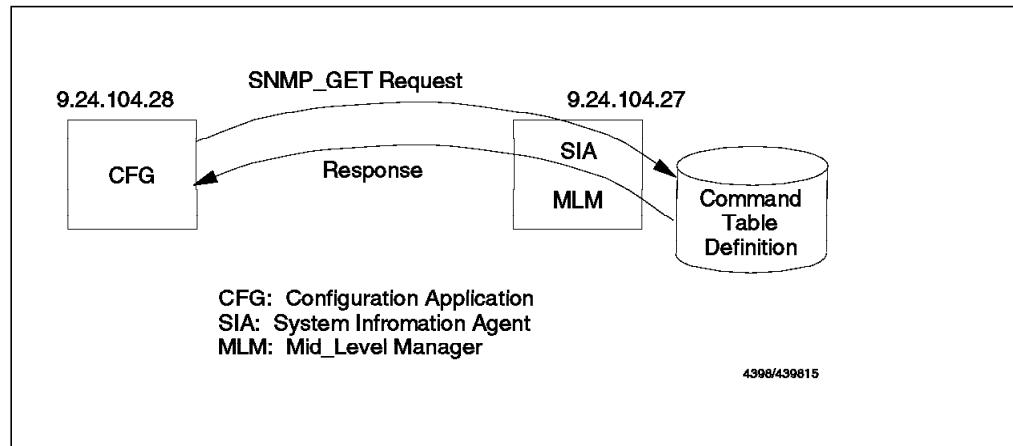 SNMP_GET Request
9.24.104.28
9.24.104.27
CFG
SIA
MLM
Response
Command
Table
Definition
CFG: Configuration Application
SIA: System Infromation Agent
MLM: Mid_Level Manager
4398/439815